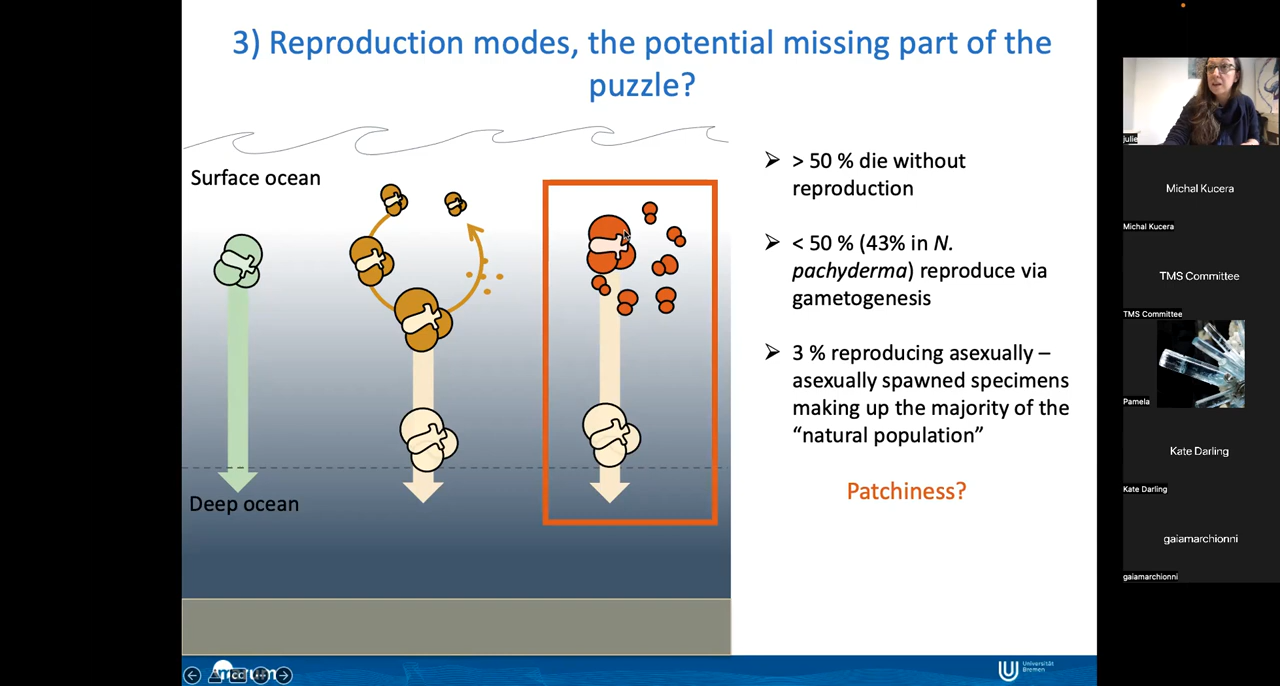 3) Reproduction modes, the potential missing part of the
puzzle?
Surface ocean
Deep ocean
➢ > 50 % die without
reproduction
➢ < 50 % (43% in N.
pachyderma) reproduce via
gametogenesis
➢ 3 % reproducing asexually –
asexually spawned specimens
making up the majority of the
“natural population”
Patchiness?
Universität
Bremen
julie
Michal Kucera
Michal Kucera
TMS Committee
TMS Committee
Pamela
Kate Darling
Kate Darling
gaiamarchionni
gaiamarchionni